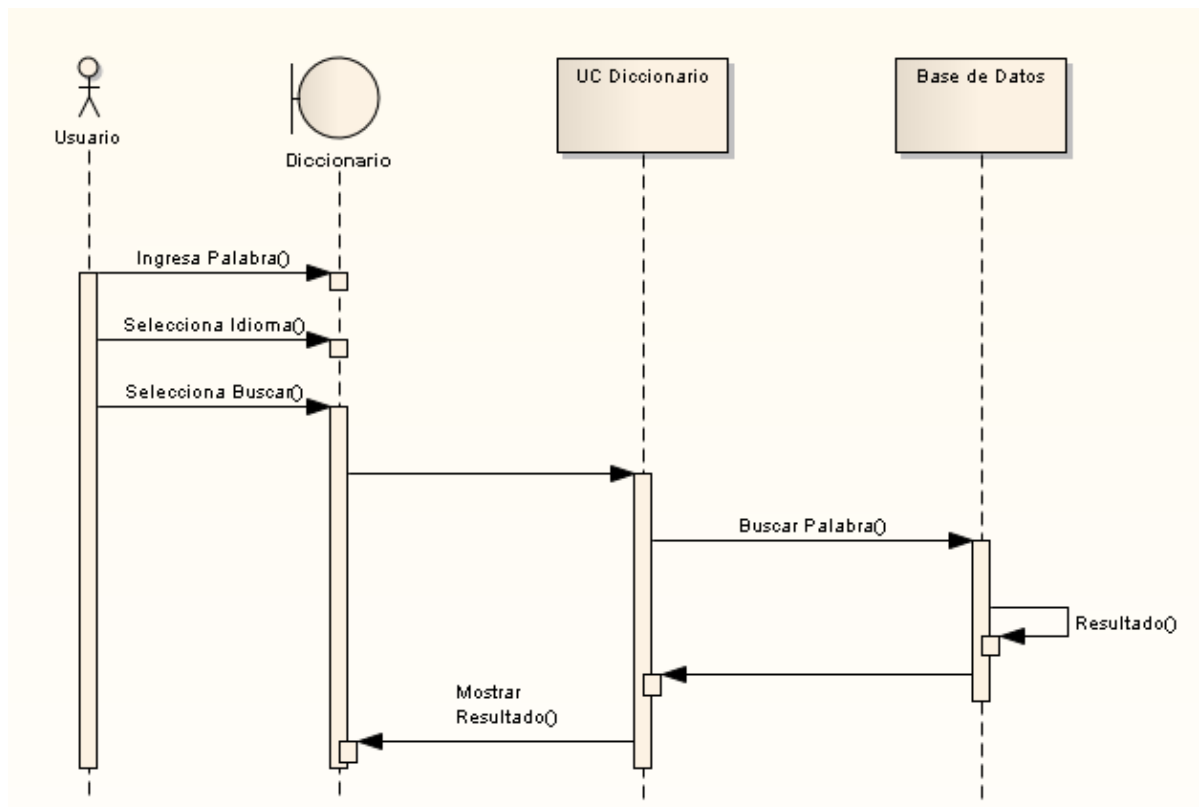 UC Diccionario
Base de Datos
Usuario
Diccionario
Ingresa Palabra()
Selecciona Idioma()
Selecciona Buscar()
Buscar Palabra()
Resultado()
Mostrar
Resultado()